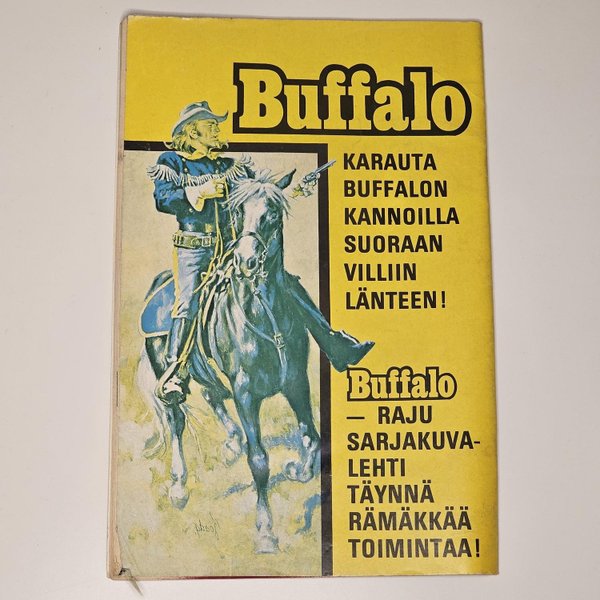 Buffalo
KARAUTA
BUFFALON
KANNOILLA
SUORAAN
VILLIIN
LÄNTEEN!
Buffalo
— RAJU
SARJAKUVA-
LEHTI
TÄYNNÄ
RÄMÄKKÄÄ
TOIMINTAA!